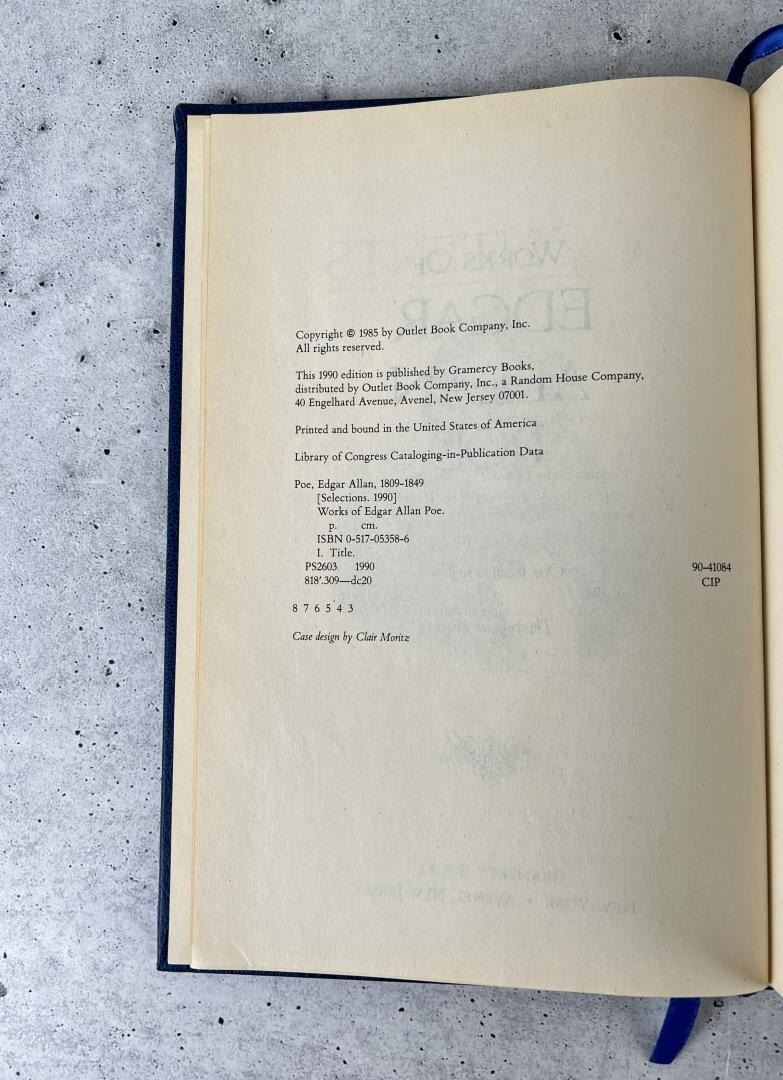 Copyright © 1985 by Outlet Book Company, Inc.
All rights reserved.
This 1990 edition is published by Gramercy Books,
distributed by Outlet Book Company, Inc., a Random House Company,
40 Engelhard Avenue, Avenel, New Jersey 07001.
Printed and bound in the United States of America
Library of Congress Cataloging-in-Publication Data
Poe, Edgar Allan, 1809-1849
[Selections. 1990]
Works of Edgar Allan Poe.
p. cm.
ISBN 0-517-05358-6
I. Title.
PS2603 1990 90-41084
818'.309—dc20 CIP
8 7 6 5 4 3
Case design by Clair Moritz